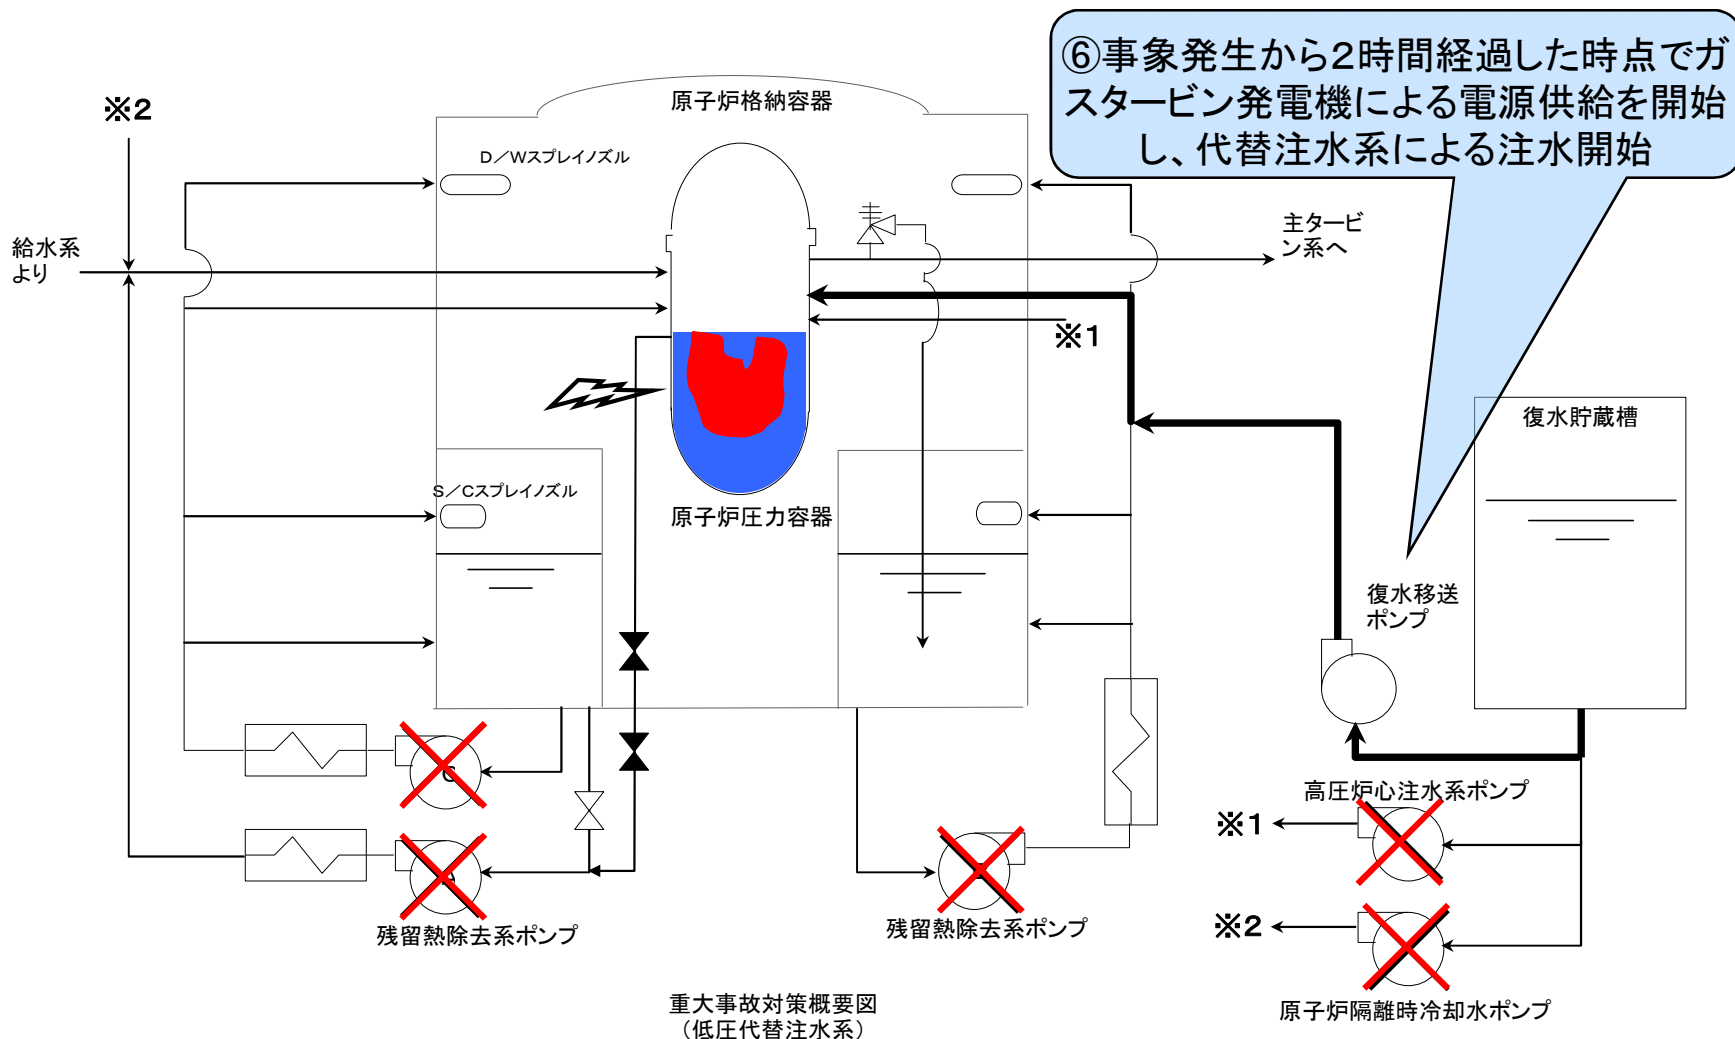 ⑥事象発生から2時間経過した時点でガ
スタービン発電機による電源供給を開始
し、代替注水系による注水開始
※2
原子炉格納容器
D/Wスプレイノズル
給水系
より
主タービ
ン系へ
※1
復水貯蔵槽
S/Cスプレイノズル
原子炉圧力容器
復水移送
ポンプ
C
高圧炉心注水系ポンプ
※1
残留熱除去系ポンプ
残留熱除去系ポンプ
※2
原子炉隔離時冷却水ポンプ
重大事故対策概要図
(低圧代替注水系)